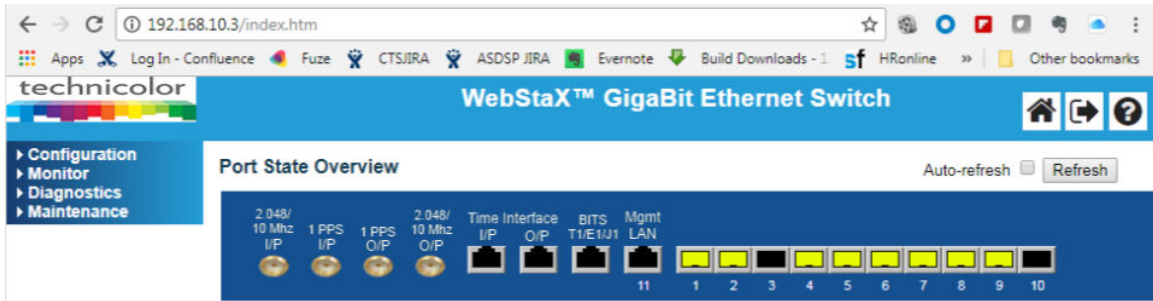 192.168.10.3/index.htm
Apps Log In - Confluence Fuze CTSJIRA ASDSP JIRA Evernote Build Downloads - 1 sf HRonline » Other bookmarks
technicolor
WebStaX™ GigaBit Ethernet Switch
Configuration
Monitor
Diagnostics
Maintenance
Port State Overview
Auto-refresh Refresh
2.048/
10 Mhz
I/P
1 PPS
I/P
1 PPS
O/P
2.048/
10 Mhz
O/P
Time Interface
I/P O/P
BITS
T1/E1/J1
Mgmt
LAN
11 1 2 3 4 5 6 7 8 9 10